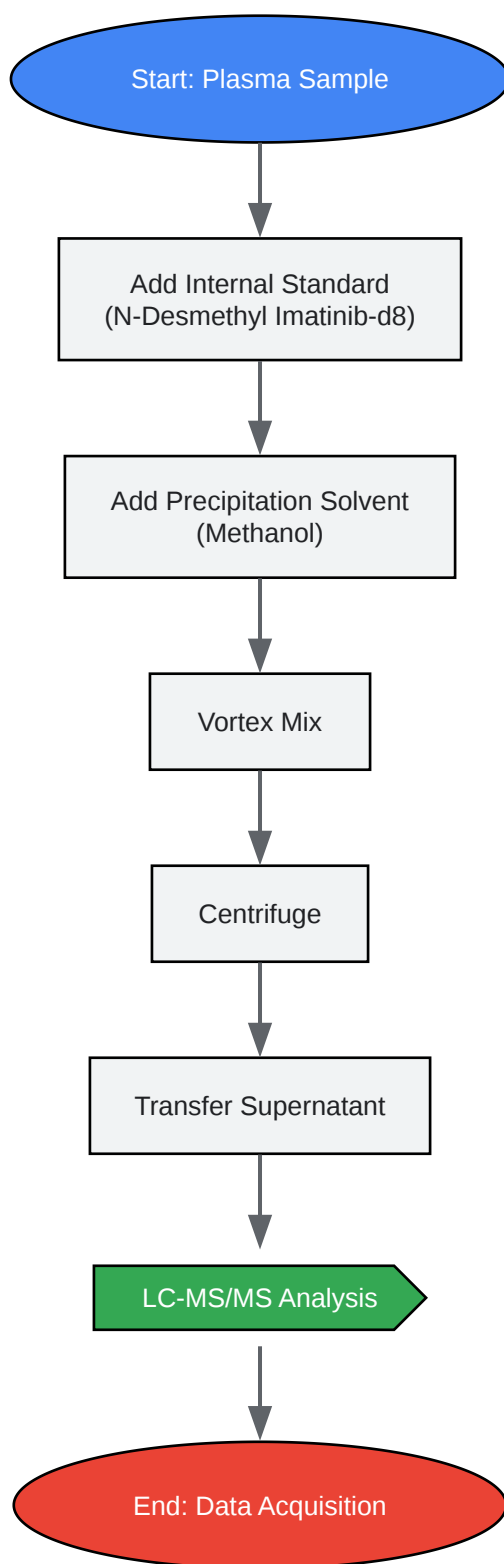 Start: Plasma Sample
Add Internal Standard
(N-Desmethyl Imatinib-d8)
Add Precipitation Solvent
(Methanol)
Vortex Mix
Centrifuge
Transfer Supernatant
LC-MS/MS Analysis
End: Data Acquisition